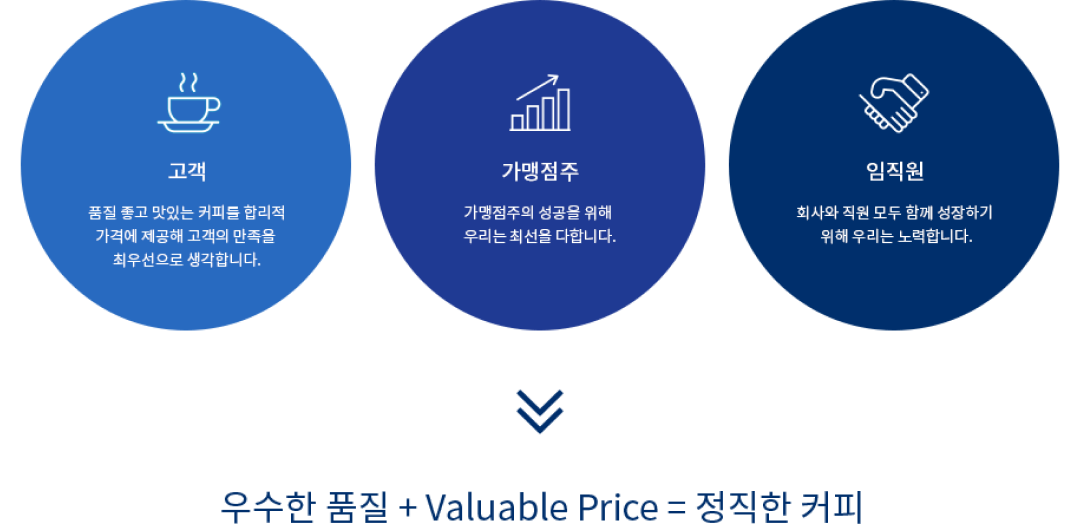 고객
품질 좋고 맛있는 커피를 합리적
가격에 제공해 고객의 만족을
최우선으로 생각합니다.
가맹점주
가맹점주의 성공을 위해
우리는 최선을 다합니다.
임직원
회사와 직원 모두 함께 성장하기
위해 우리는 노력합니다.
우수한 품질 + Valuable Price = 정직한 커피